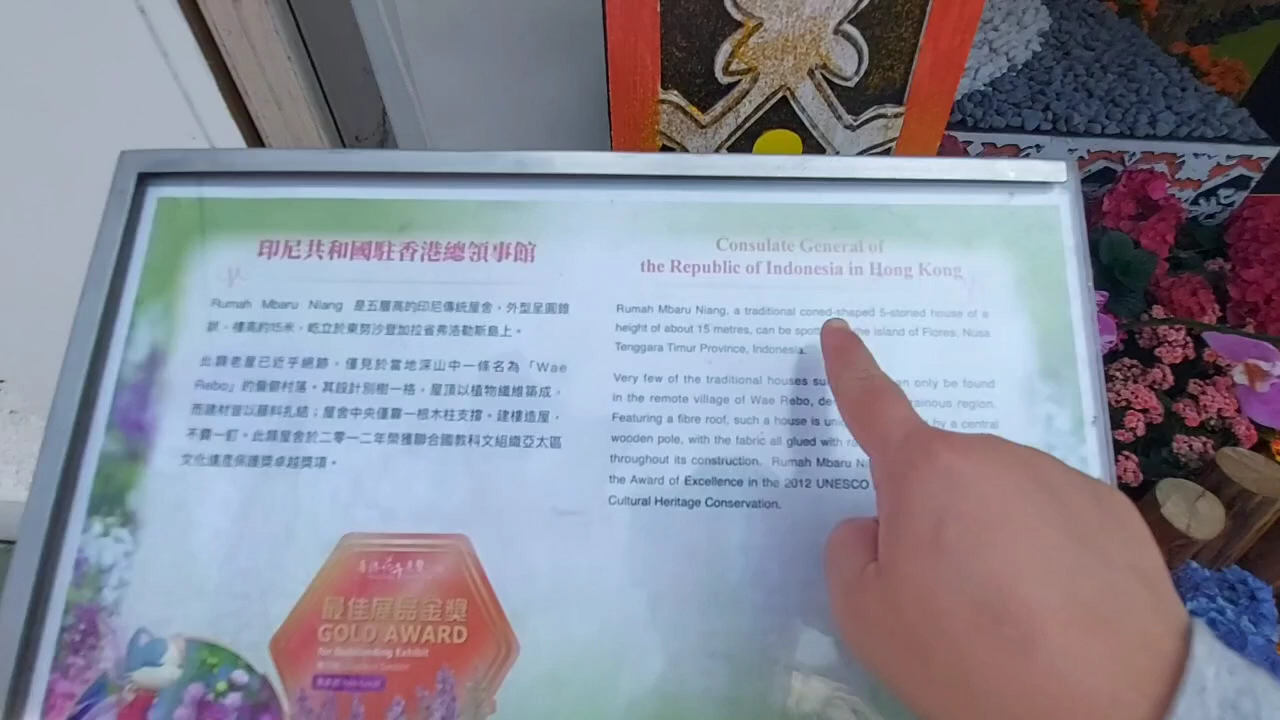 印尼共和國駐香港總領事館
Rumah Mbaru Niang 是五層高的印尼傳統屋舍，外型呈圓錐
狀，樓高約15米，屹立於東努沙登加拉省弗洛勒斯島上。
此類老屋已近乎絕跡，僅見於當地深山中一條名為「Wae
Rebo」的偏僻村落。其設計別樹一格，屋頂以植物纖維築成，
而建材皆以藤料扎結；屋舍中央僅靠一根木柱支撐。建樓造屋，
不費一釘。此類屋舍於二零一二年榮獲聯合國教科文組織亞太區
文化遺產保護獎卓越獎項。
Consulate General of
the Republic of Indonesia in Hong Kong
Rumah Mbaru Niang, a traditional coned-shaped 5-storied house of a
height of about 15 metres, can be island of Flores, Nusa
Tenggara Timur Province, Indonesia.
Very few of the traditional houses only be found
in the remote village of Wae Rebo, region.
Featuring a fibre roof, such a house is by a central
wooden pole, with the fabric all glued with
throughout its construction. Rumah Mbaru
the Award of Excellence in the 2012 UNESCO
Cultural Heritage Conservation.
最佳展品金獎
GOLD AWARD
for Outstanding Exhibit